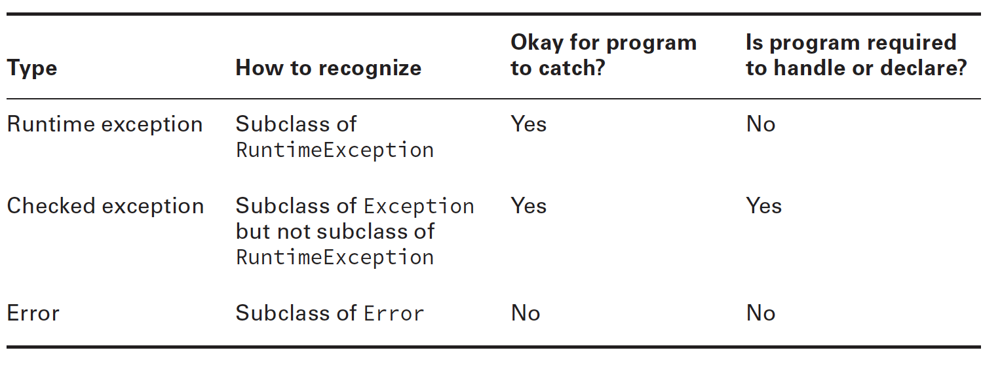 Type
How to recognize
Okay for program
to catch?
Is program required
to handle or declare?
Runtime exception
Subclass of
RuntimeException
Yes
No
Checked exception
Subclass of Exception
but not subclass of
RuntimeException
Yes
Yes
Error
Subclass of Error
No
No